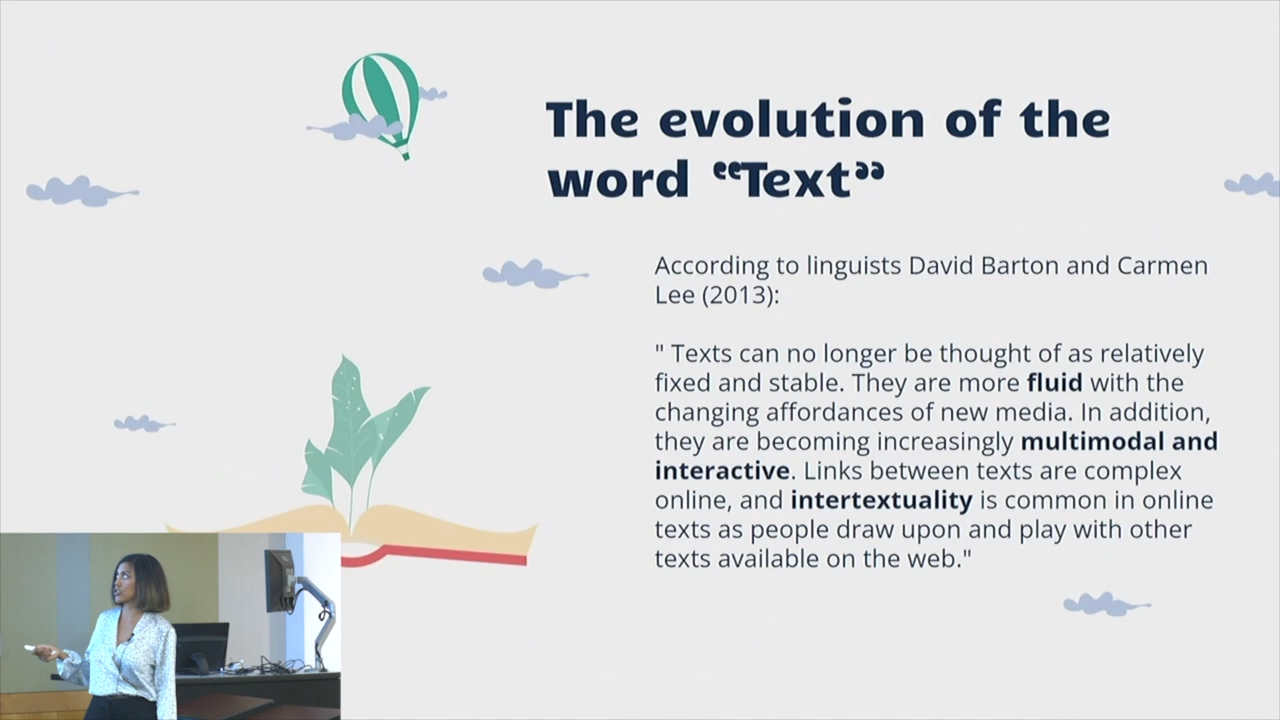 The evolution of the
word “Text”
According to linguists David Barton and Carmen
Lee (2013):
" Texts can no longer be thought of as relatively
fixed and stable. They are more fluid with the
changing affordances of new media. In addition,
they are becoming increasingly multimodal and
interactive. Links between texts are complex
online, and intertextuality is common in online
texts as people draw upon and play with other
texts available on the web."